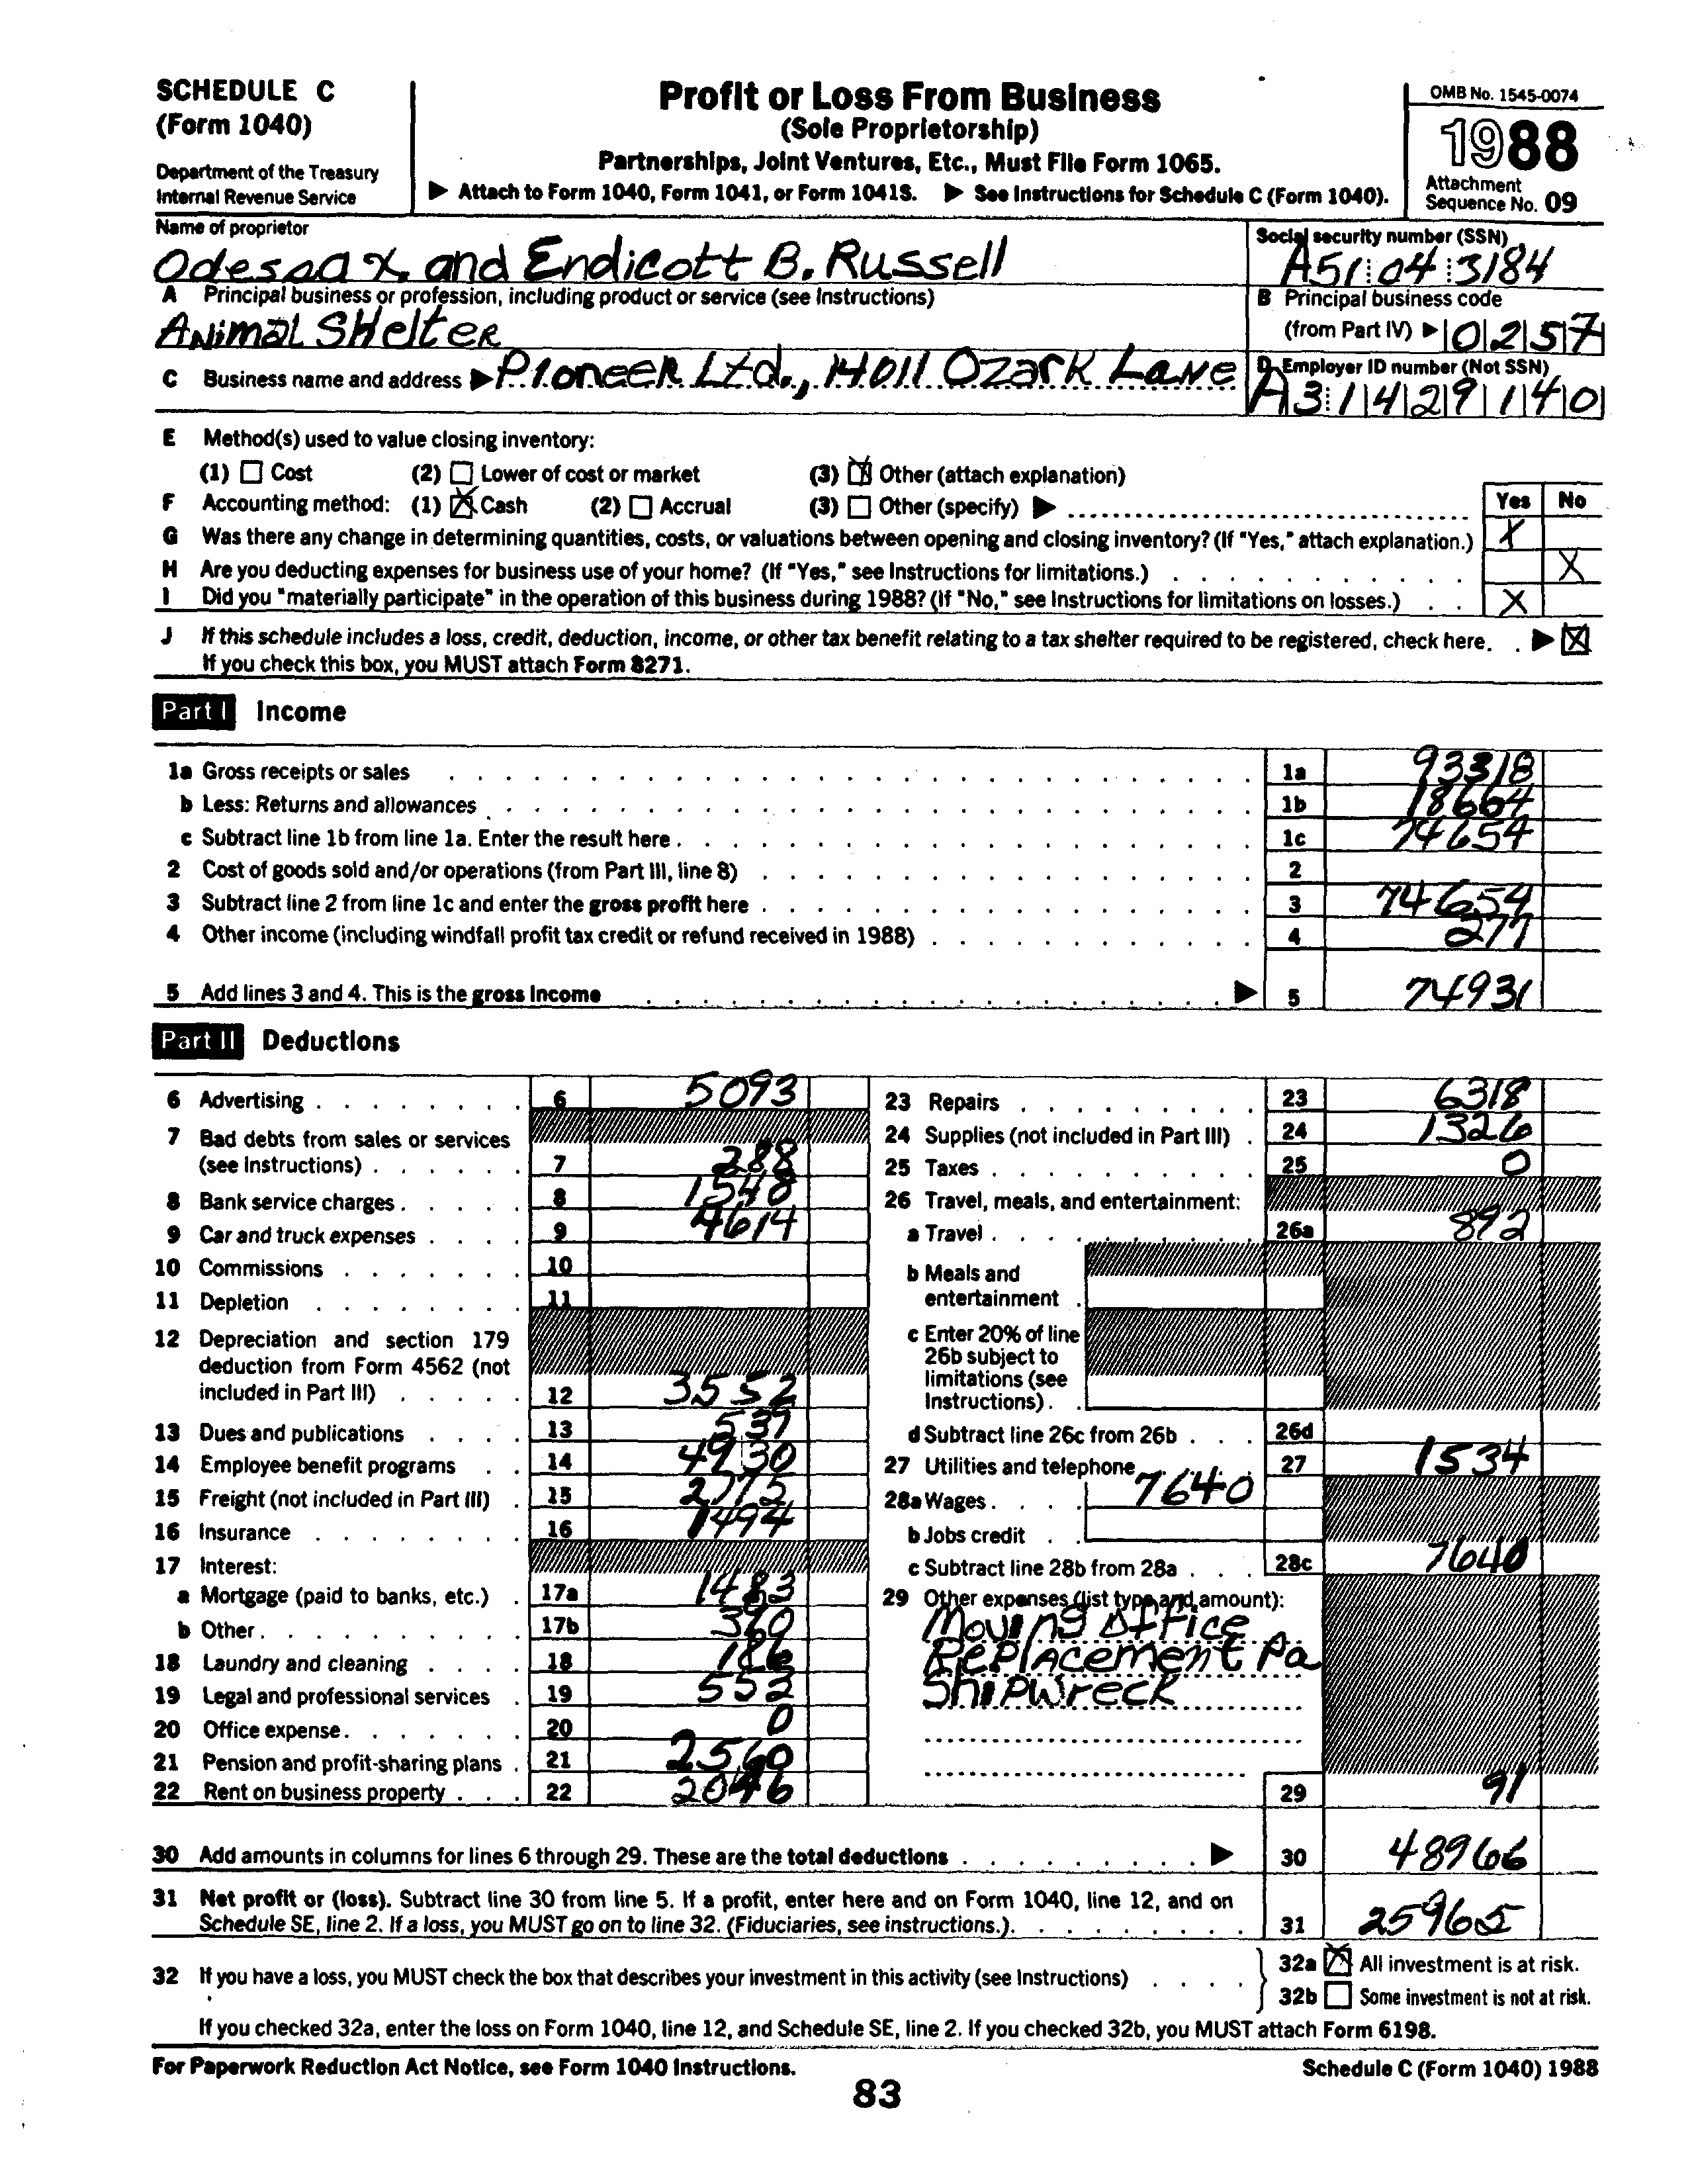 SCHEDULE C
(Form 1040)
Department of the Treasury
Internal Revenue Service
Profit or Loss From Business
(Sole Proprietorship)
Partnerships, Joint Ventures, Etc., Must File Form 1065.
▶ Attach to Form 1040, Form 1041, or Form 1041S. ▶ See Instructions for Schedule C (Form 1040).
OMB No. 1545-0074
1988
Attachment
Sequence No. 09
Name of proprietor
Odessa X. and Endicott B. Russell
Social security number (SSN)
A51 04 3184
A Principal business or profession, including product or service (see Instructions)
Animal Shelter
B Principal business code
(from Part IV) ▶ 0257
C Business name and address ▶ Pioneer Ltd., 14011 Ozark Lane
D Employer ID number (Not SSN)
A3 1429140
E Method(s) used to value closing inventory:
(1) ☐ Cost (2) ☐ Lower of cost or market (3) ☒ Other (attach explanation)
F Accounting method: (1) ☒ Cash (2) ☐ Accrual (3) ☐ Other (specify) ▶
Yes No
G Was there any change in determining quantities, costs, or valuations between opening and closing inventory? (If "Yes," attach explanation.) X
H Are you deducting expenses for business use of your home? (If "Yes," see Instructions for limitations.) X
I Did you "materially participate" in the operation of this business during 1988? (If "No," see Instructions for limitations on losses.) X
J If this schedule includes a loss, credit, deduction, income, or other tax benefit relating to a tax shelter required to be registered, check here. ▶ ☒
If you check this box, you MUST attach Form 8271.
Part I Income
1a Gross receipts or sales 1a 93318
b Less: Returns and allowances 1b 18664
c Subtract line 1b from line 1a. Enter the result here 1c 74654
2 Cost of goods sold and/or operations (from Part III, line 8) 2
3 Subtract line 2 from line 1c and enter the gross profit here 3 74654
4 Other income (including windfall profit tax credit or refund received in 1988) 4 277
5 Add lines 3 and 4. This is the gross income ▶ 5 74931
Part II Deductions
6 Advertising 6 5093
7 Bad debts from sales or services
(see Instructions) 7 288
8 Bank service charges 8 1548
9 Car and truck expenses 9 4614
10 Commissions 10
11 Depletion 11
12 Depreciation and section 179
deduction from Form 4562 (not
included in Part III) 12 3552
13 Dues and publications 13 537
14 Employee benefit programs 14 4930
15 Freight (not included in Part III) 15 2775
16 Insurance 16 1494
17 Interest:
a Mortgage (paid to banks, etc.) 17a 1483
b Other 17b
18 Laundry and cleaning 18 186
19 Legal and professional services 19 552
20 Office expense 20 0
21 Pension and profit-sharing plans 21 2560
22 Rent on business property 22 2046
23 Repairs 23 6318
24 Supplies (not included in Part III) 24 1326
25 Taxes 25 0
26 Travel, meals, and entertainment:
a Travel 26a 892
b Meals and
entertainment
c Enter 20% of line
26b subject to
limitations (see
Instructions)
d Subtract line 26c from 26b 26d
27 Utilities and telephone 27 1534
28a Wages 7640
b Jobs credit
c Subtract line 28b from 28a 28c 7640
29 Other expenses (list type and amount):
Moving Office
Replacement Pa
Shipwreck
29 91
30 Add amounts in columns for lines 6 through 29. These are the total deductions ▶ 30 48966
31 Net profit or (loss). Subtract line 30 from line 5. If a profit, enter here and on Form 1040, line 12, and on
Schedule SE, line 2. If a loss, you MUST go on to line 32. (Fiduciaries, see instructions.) 31 25965
32 If you have a loss, you MUST check the box that describes your investment in this activity (see Instructions)
32a ☒ All investment is at risk.
32b ☐ Some investment is not at risk.
If you checked 32a, enter the loss on Form 1040, line 12, and Schedule SE, line 2. If you checked 32b, you MUST attach Form 6198.
For Paperwork Reduction Act Notice, see Form 1040 Instructions.
Schedule C (Form 1040) 1988
83